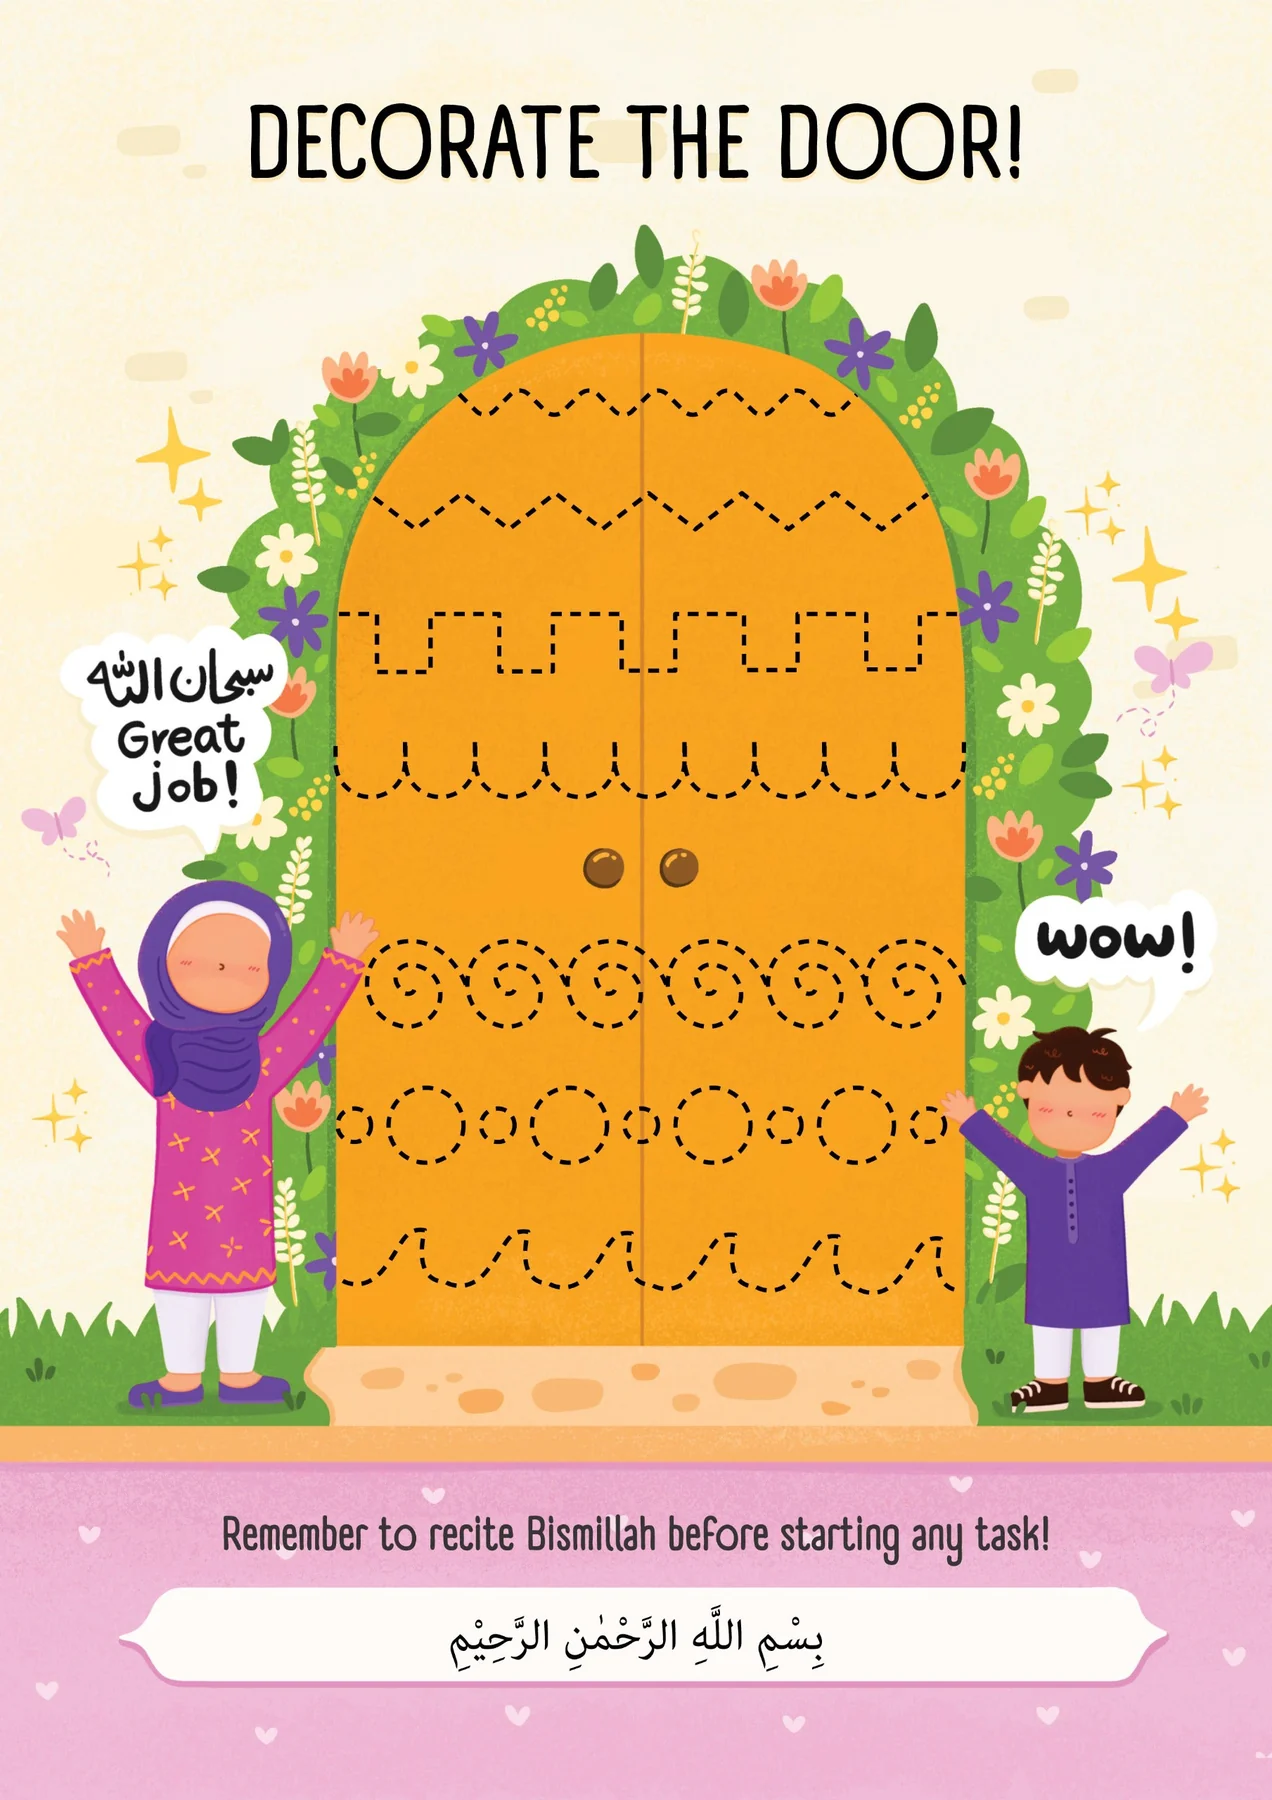 DECORATE THE DOOR!
سبحان الله
Great
job!
wow!
Remember to recite Bismillah before starting any task!
بِسْمِ اللَّهِ الرَّحْمٰنِ الرَّحِيْمِ